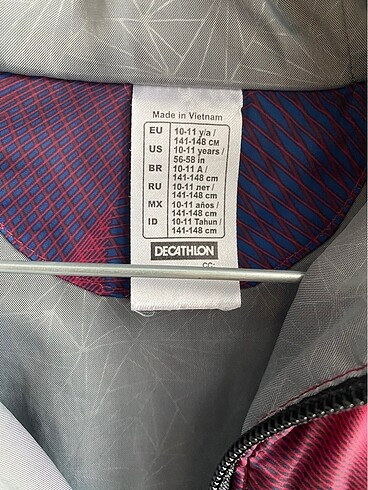 Made in Vietnam
EU 10-11 y/a /
141-148 см
US 10-11 years /
56-58 in
BR 10-11 A /
141-148 cm
RU 10-11 лет /
141-148 cm
MX 10-11 años /
141-148 cm
ID 10-11 Tahun /
141-148 cm
DECATHLON
CC: